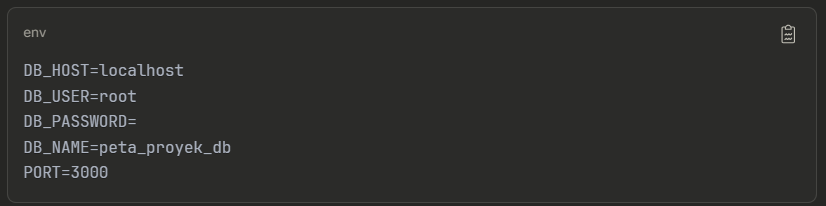 env
DB_HOST=localhost
DB_USER=root
DB_PASSWORD=
DB_NAME=peta_proyek_db
PORT=3000